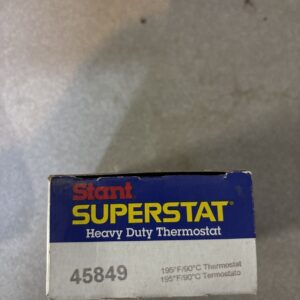 Stant
SUPERSTAT®
Heavy Duty Thermostat
45849
195°F/90°C Thermostat
195°F/90°C Termostato